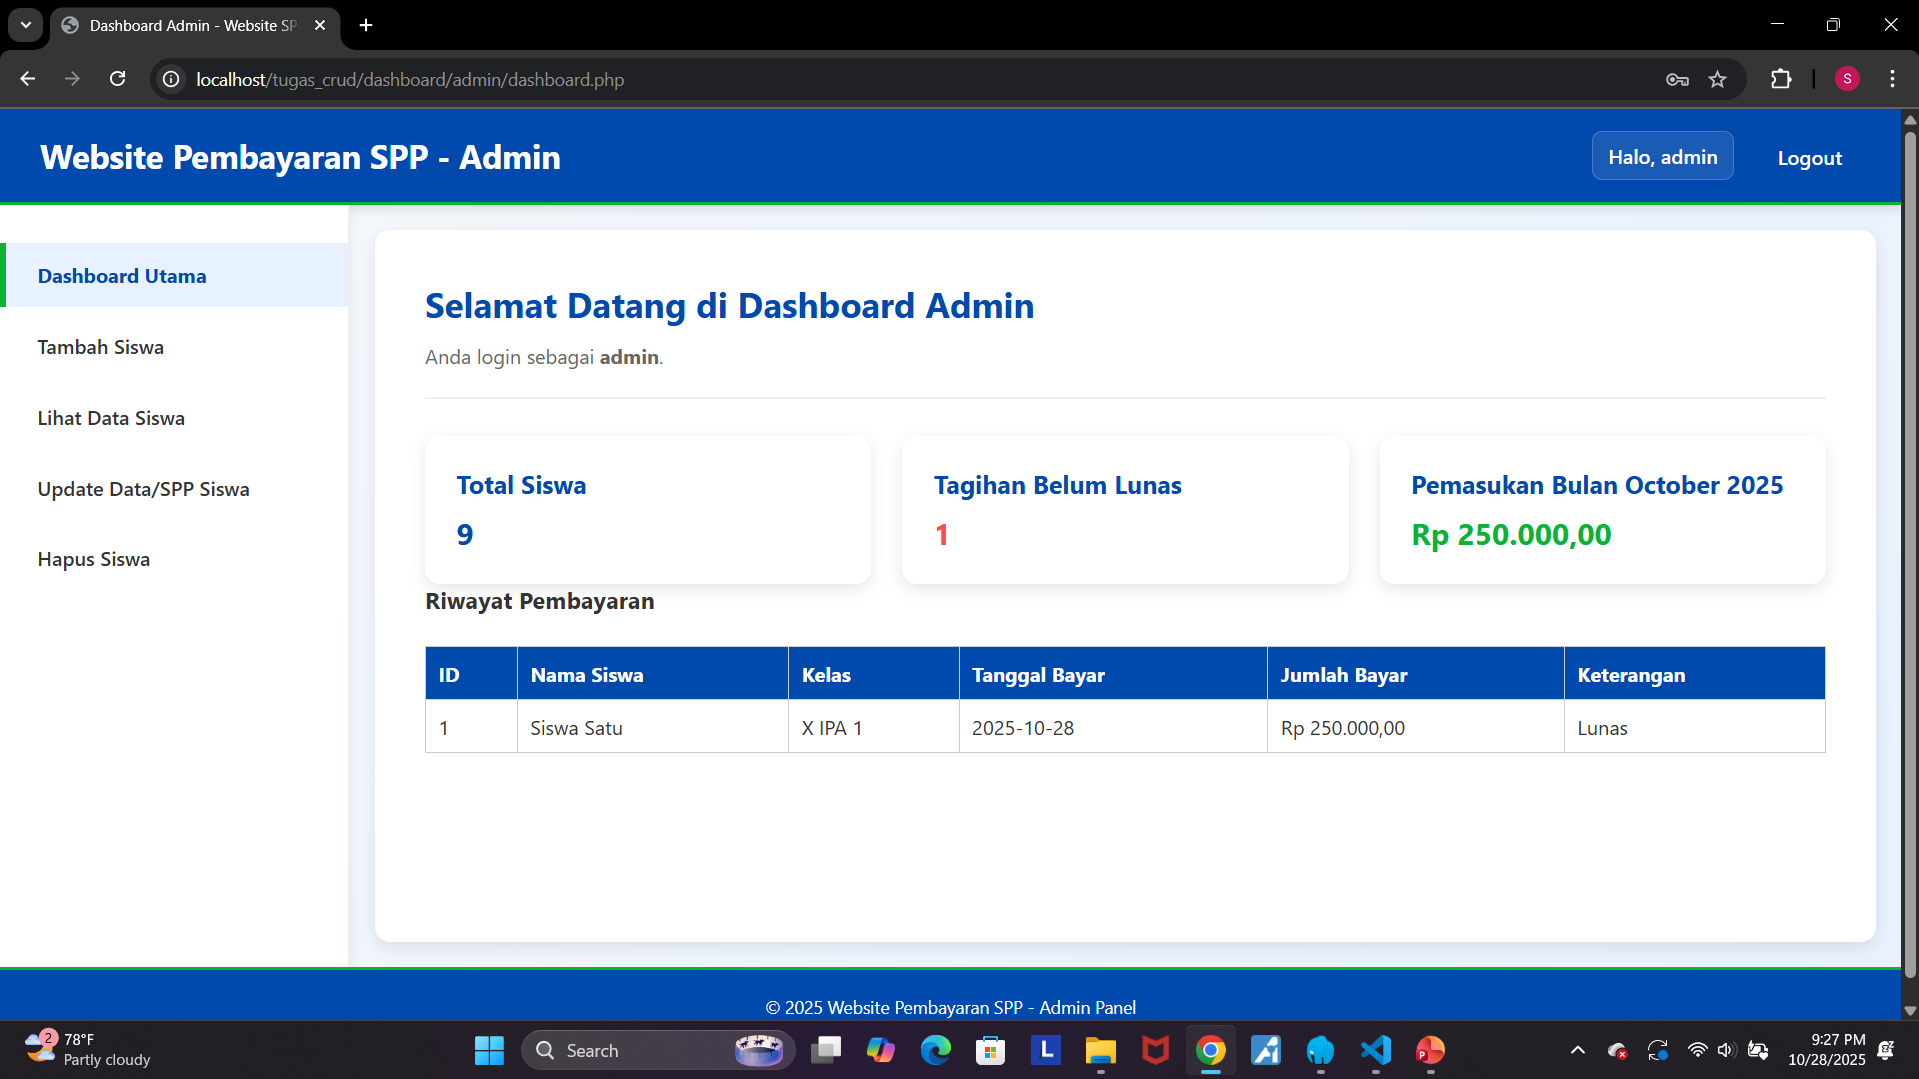 Dashboard Admin - Website SP
localhost/tugas_crud/dashboard/admin/dashboard.php
S
Website Pembayaran SPP - Admin
Halo, admin
Logout
Dashboard Utama
Tambah Siswa
Lihat Data Siswa
Update Data/SPP Siswa
Hapus Siswa
Selamat Datang di Dashboard Admin
Anda login sebagai admin.
Total Siswa
9
Tagihan Belum Lunas
1
Pemasukan Bulan October 2025
Rp 250.000,00
Riwayat Pembayaran
ID Nama Siswa Kelas Tanggal Bayar Jumlah Bayar Keterangan
1 Siswa Satu X IPA 1 2025-10-28 Rp 250.000,00 Lunas
© 2025 Website Pembayaran SPP - Admin Panel
2
78°F
Partly cloudy
Search
L
P
9:27 PM
10/28/2025